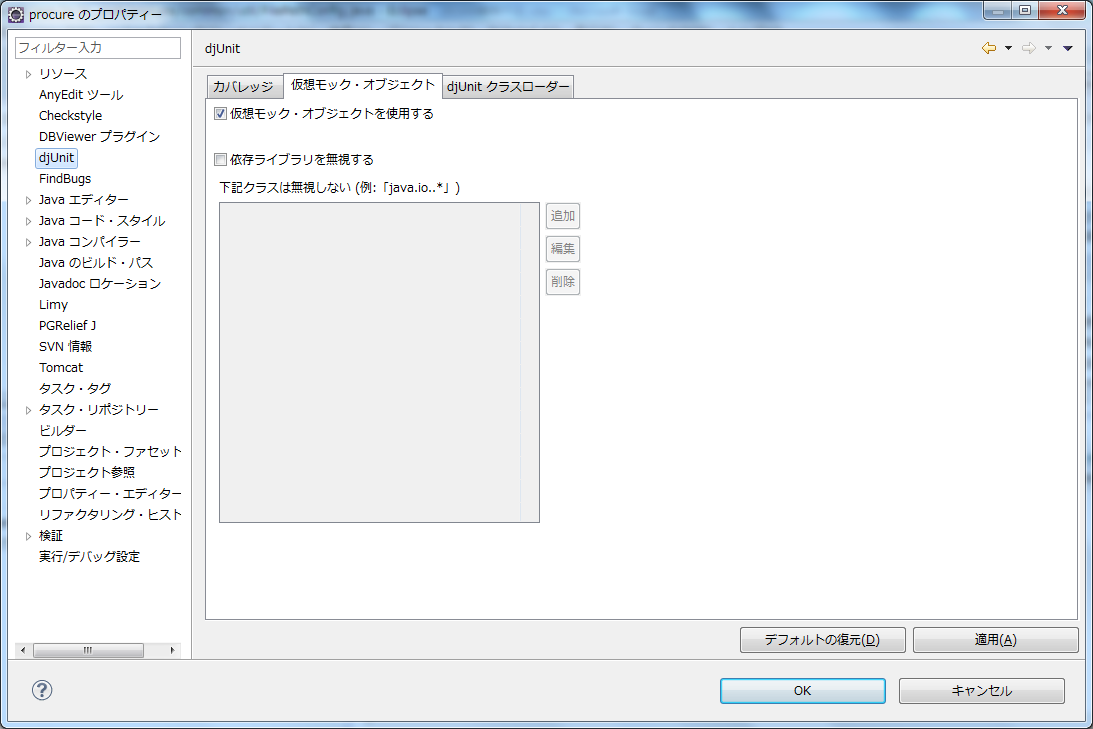 procure のプロパティー
フィルター入力
リソース
AnyEdit ツール
Checkstyle
DBViewer プラグイン
djUnit
FindBugs
Java エディター
Java コード・スタイル
Java コンパイラー
Java のビルド・パス
Javadoc ロケーション
Limy
PGRelief J
SVN 情報
Tomcat
タスク・タグ
タスク・リポジトリー
ビルダー
プロジェクト・ファセット
プロジェクト参照
プロパティー・エディター
リファクタリング・ヒスト
検証
実行/デバッグ設定
djUnit
カバレッジ 仮想モック・オブジェクト djUnit クラスローダー
仮想モック・オブジェクトを使用する
依存ライブラリを無視する
下記クラスは無視しない (例:「java.io..*」)
追加
編集
削除
デフォルトの復元(D) 適用(A)
OK キャンセル